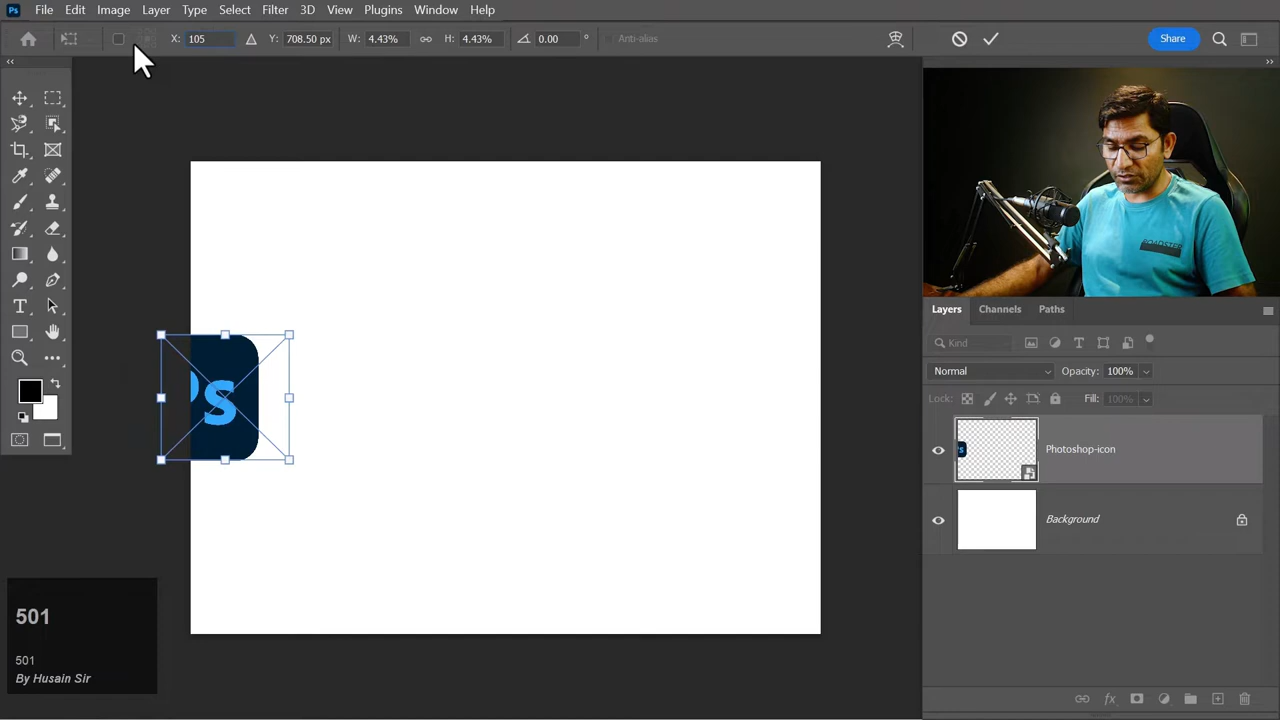 Ps File Edit Image Layer Type Select Filter 3D View Plugins Window Help
X: 105 Y: 708.50 px W: 4.43% H: 4.43% 0.00 ° Anti-alias Share
ROADSTER
Ps
Layers Channels Paths
Kind
Normal Opacity: 100%
Lock: Fill: 100%
Photoshop-icon
Background
501
501
By Husain Sir